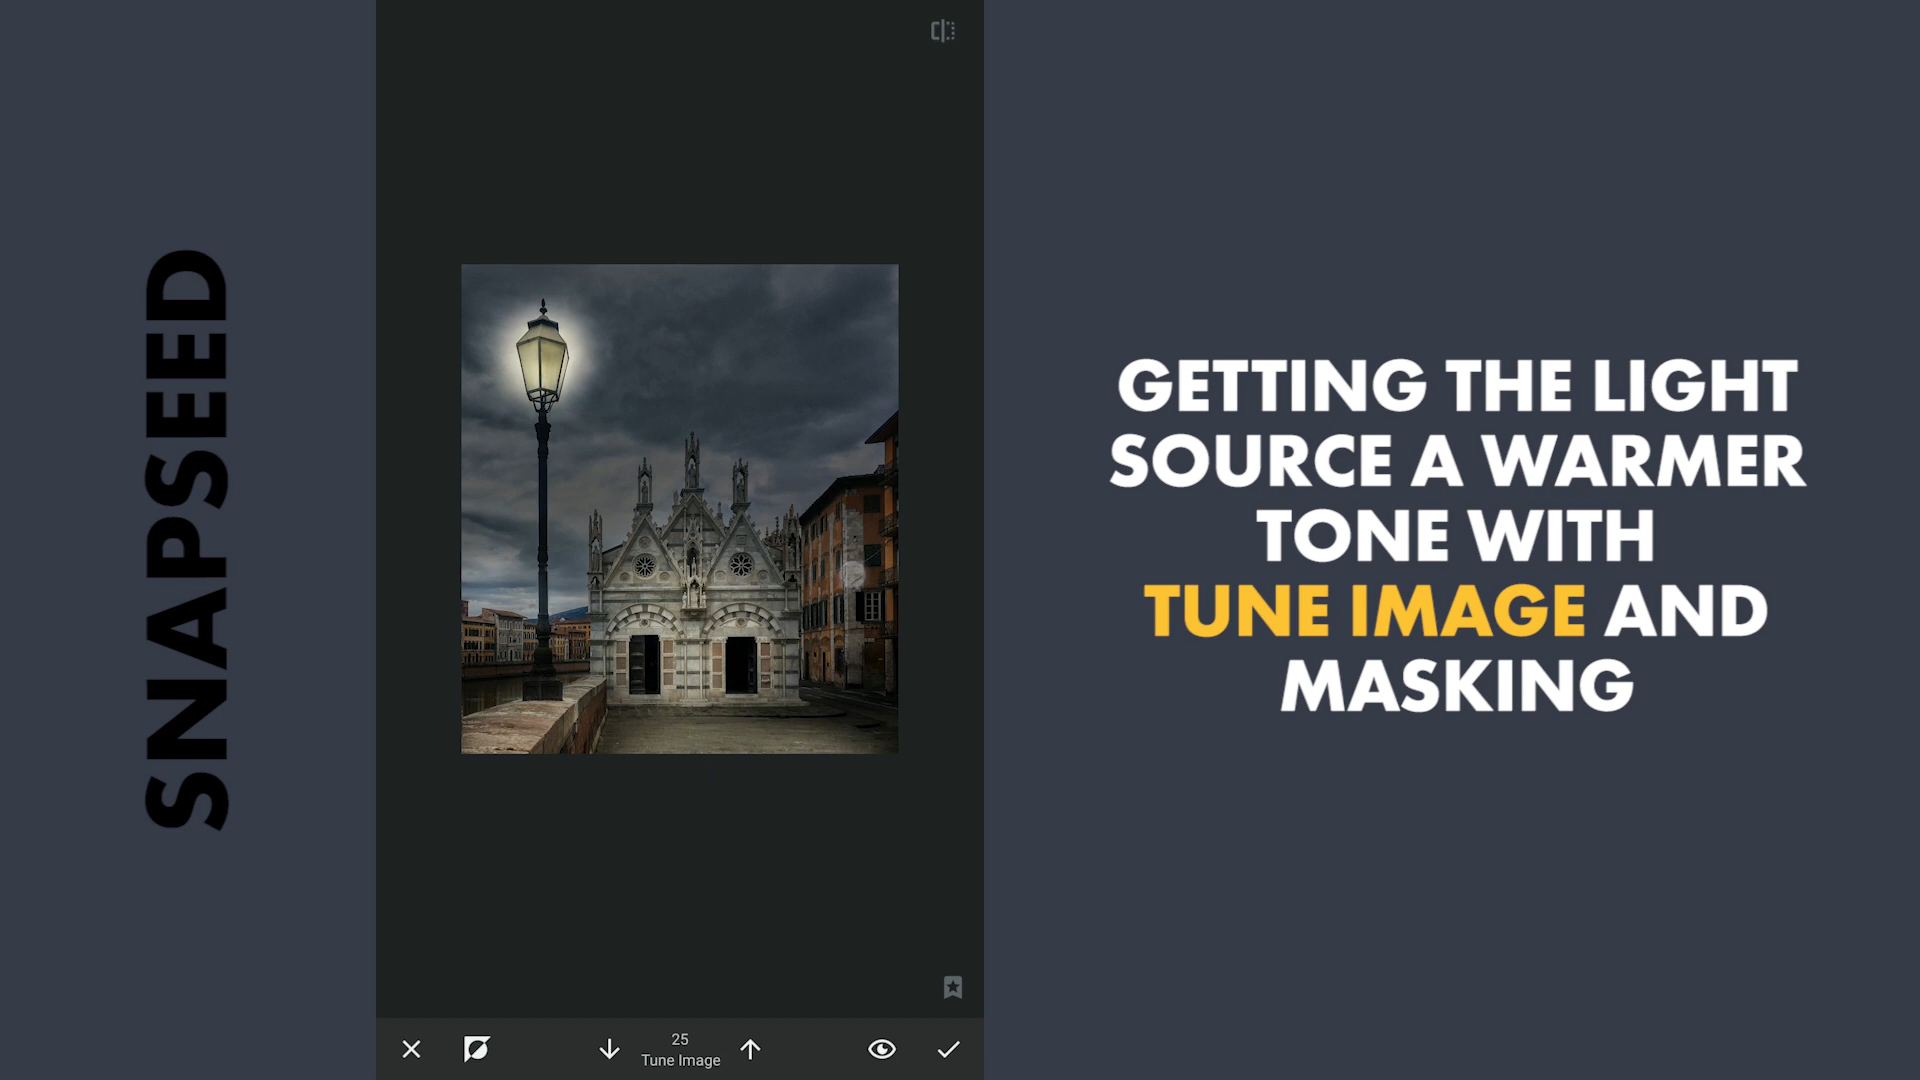 SNAPSEED
GETTING THE LIGHT
SOURCE A WARMER
TONE WITH
TUNE IMAGE AND
MASKING
25
Tune Image